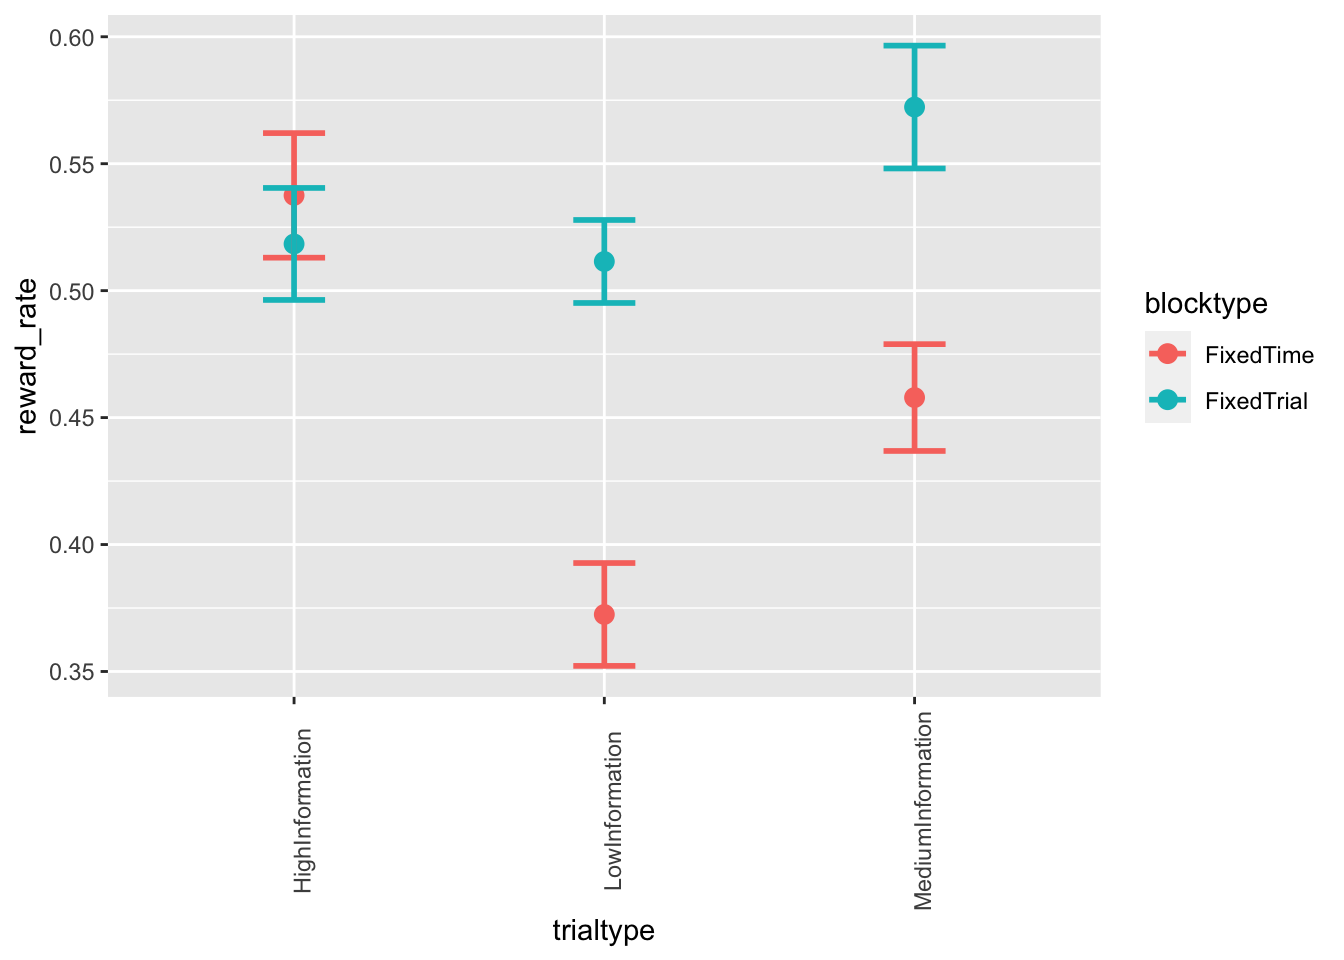 0.60
0.55
0.50
0.45
0.40
0.35
reward_rate
HighInformation
LowInformation
MediumInformation
trialtype
blocktype
FixedTime
FixedTrial